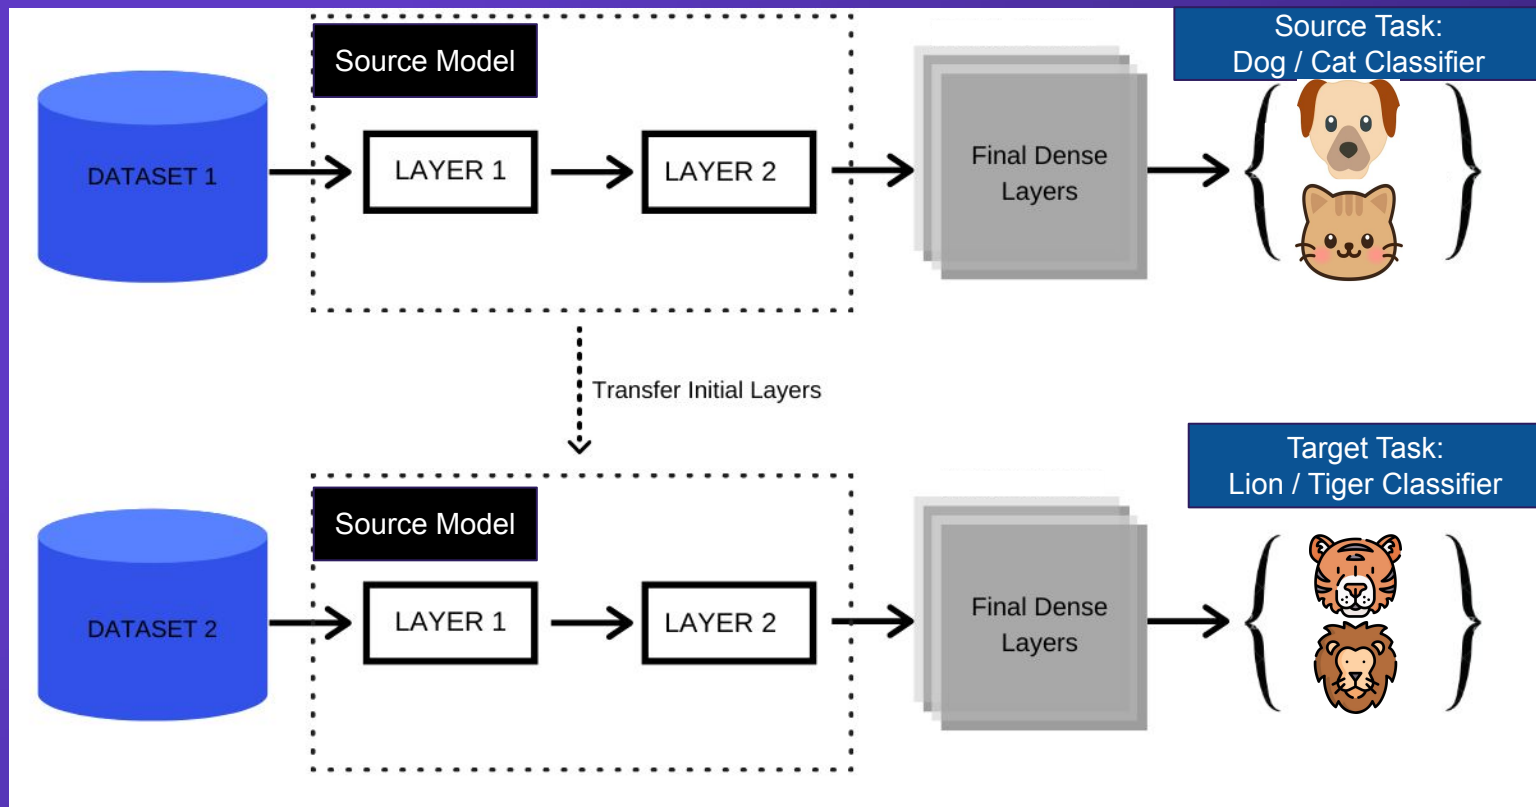 Source Task:
Dog / Cat Classifier
Source Model
DATASET 1
LAYER 1
LAYER 2
Final Dense
Layers
Transfer Initial Layers
Target Task:
Lion / Tiger Classifier
Source Model
DATASET 2
LAYER 1
LAYER 2
Final Dense
Layers